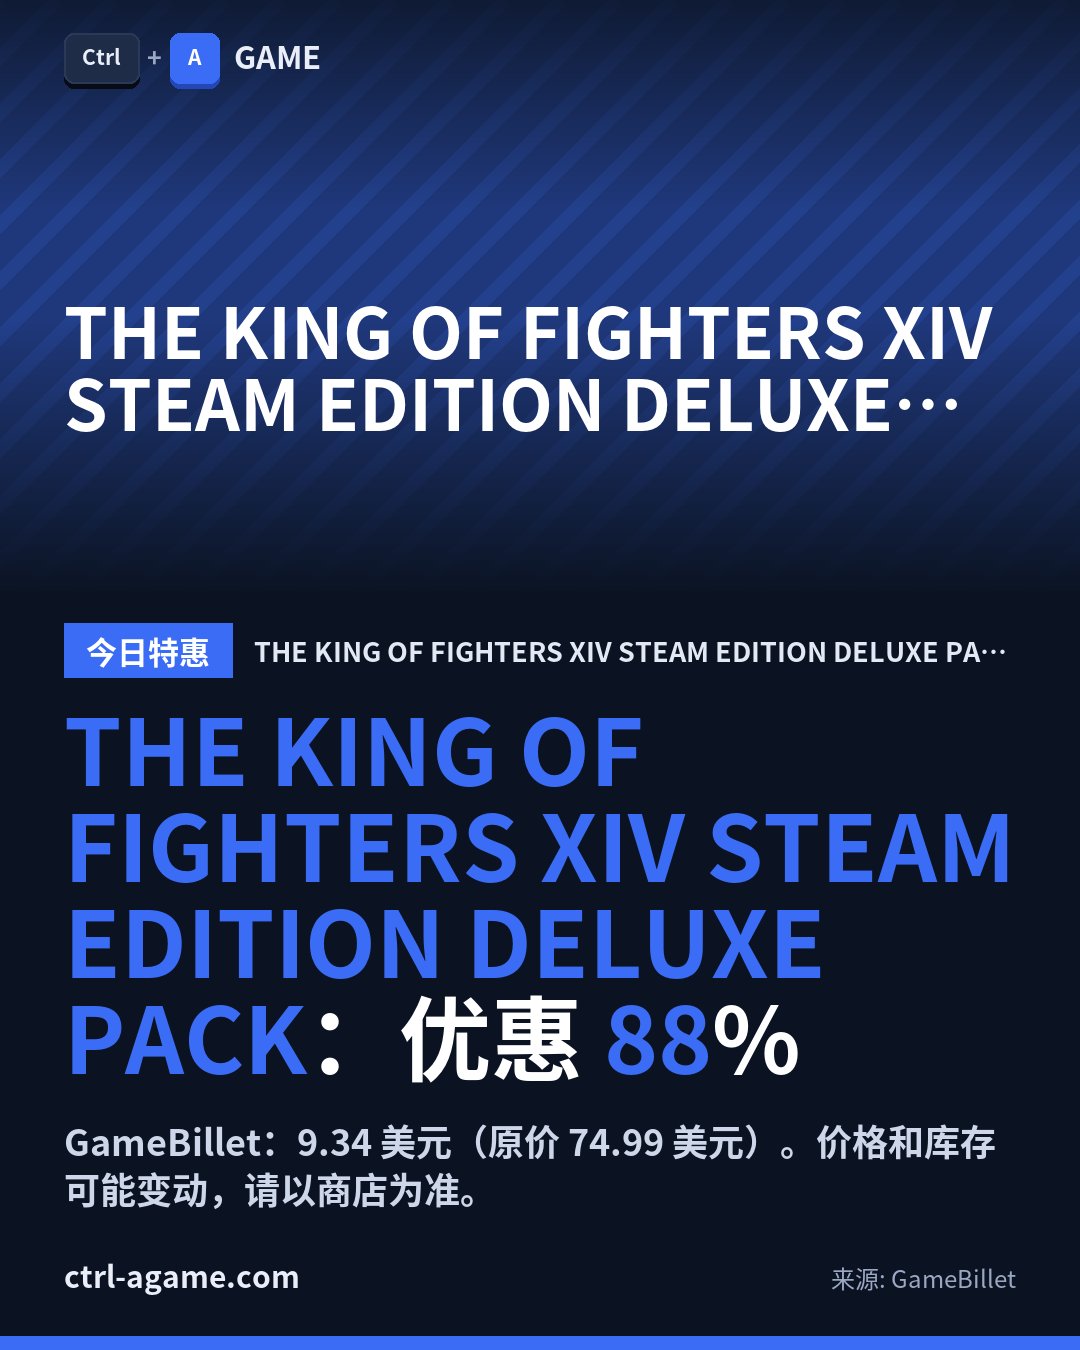 Ctrl + A GAME
THE KING OF FIGHTERS XIV
STEAM EDITION DELUXE…
今日特惠 THE KING OF FIGHTERS XIV STEAM EDITION DELUXE PA…
THE KING OF
FIGHTERS XIV STEAM
EDITION DELUXE
PACK：优惠 88%
GameBillet：9.34 美元（原价 74.99 美元）。价格和库存
可能变动，请以商店为准。
ctrl-agame.com
来源: GameBillet